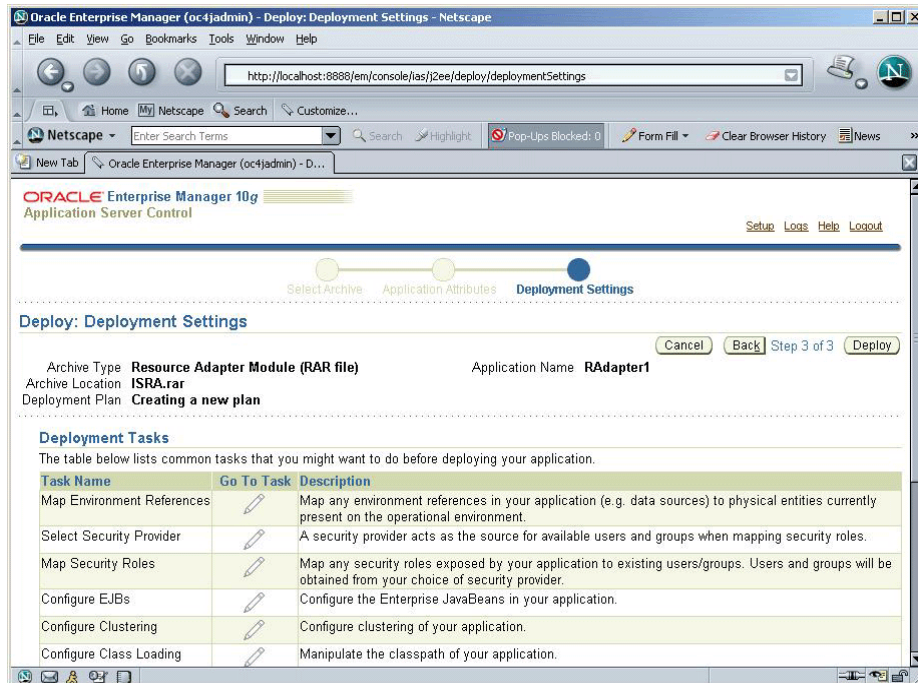 Oracle Enterprise Manager (oc4jadmin) - Deploy: Deployment Settings - Netscape
File Edit View Go Bookmarks Tools Window Help
http://localhost:8888/em/console/ias/j2ee/deploy/deploymentSettings
N
Home My Netscape Search Customize...
Netscape Enter Search Terms Search Highlight Pop-Ups Blocked: 0 Form Fill Clear Browser History News »
New Tab Oracle Enterprise Manager (oc4jadmin) - D...
ORACLE Enterprise Manager 10g
Application Server Control
Setup Logs Help Logout
Select Archive Application Attributes Deployment Settings
Deploy: Deployment Settings
Cancel Back Step 3 of 3 Deploy
Archive Type Resource Adapter Module (RAR file) Application Name RAdapter1
Archive Location ISRA.rar
Deployment Plan Creating a new plan
Deployment Tasks
The table below lists common tasks that you might want to do before deploying your application.
Task Name Go To Task Description
Map Environment References Map any environment references in your application (e.g. data sources) to physical entities currently
present on the operational environment.
Select Security Provider A security provider acts as the source for available users and groups when mapping security roles.
Map Security Roles Map any security roles exposed by your application to existing users/groups. Users and groups will be
obtained from your choice of security provider.
Configure EJBs Configure the Enterprise JavaBeans in your application.
Configure Clustering Configure clustering of your application.
Configure Class Loading Manipulate the classpath of your application.